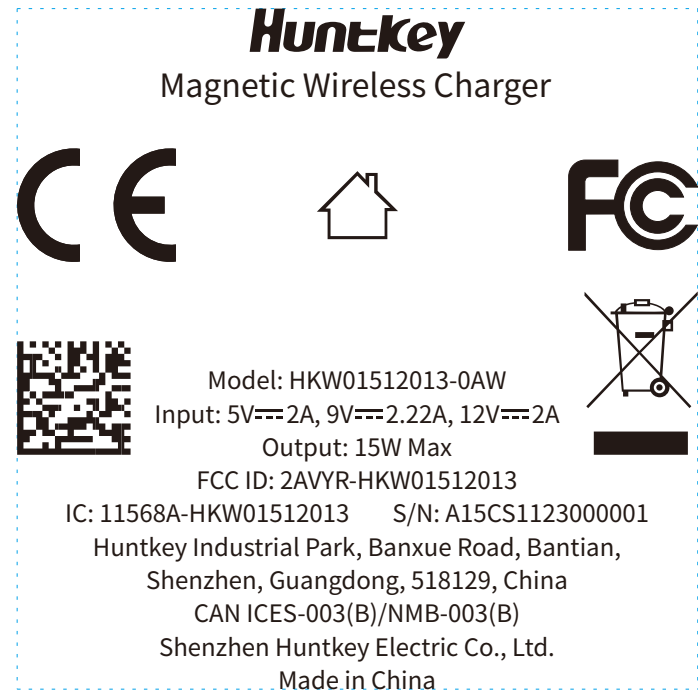 Huntkey
Magnetic Wireless Charger
CE
FC
Model: HKW01512013-0AW
Input: 5V⎓2A, 9V⎓2.22A, 12V⎓2A
Output: 15W Max
FCC ID: 2AVYR-HKW01512013
IC: 11568A-HKW01512013 S/N: A15CS1123000001
Huntkey Industrial Park, Banxue Road, Bantian,
Shenzhen, Guangdong, 518129, China
CAN ICES-003(B)/NMB-003(B)
Shenzhen Huntkey Electric Co., Ltd.
Made in China